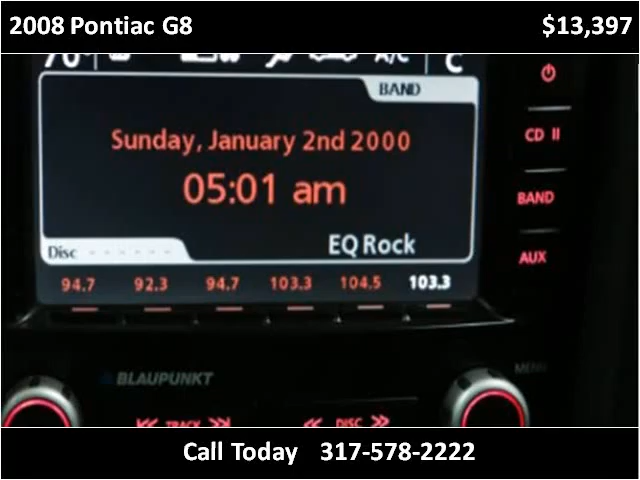 2008 Pontiac G8
$13,397
70°
A/C
C
BAND
Sunday, January 2nd 2000
05:01 am
EQ Rock
Disc - - - - - -
94.7 92.3 94.7 103.3 104.5 103.3
CD II
BAND
AUX
BLAUPUNKT
MENU
TRACK
DISC
Call Today 317-578-2222